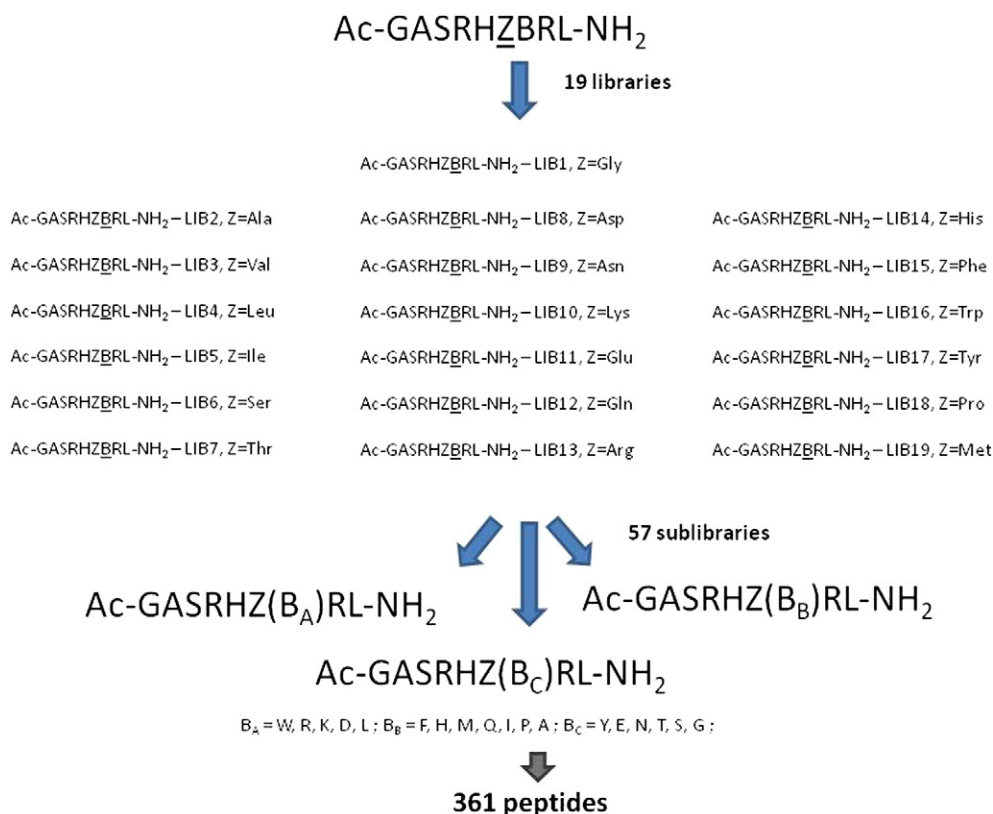 Ac-GASRHZBRL-NH₂
19 libraries
Ac-GASRHZBRL-NH₂–LIB1, Z=Gly
Ac-GASRHZBRL-NH₂–LIB2, Z=Ala
Ac-GASRHZBRL-NH₂–LIB3, Z=Val
Ac-GASRHZBRL-NH₂–LIB4, Z=Leu
Ac-GASRHZBRL-NH₂–LIB5, Z=Ile
Ac-GASRHZBRL-NH₂–LIB6, Z=Ser
Ac-GASRHZBRL-NH₂–LIB7, Z=Thr
Ac-GASRHZBRL-NH₂–LIB8, Z=Asp
Ac-GASRHZBRL-NH₂–LIB9, Z=Asn
Ac-GASRHZBRL-NH₂–LIB10, Z=Lys
Ac-GASRHZBRL-NH₂–LIB11, Z=Glu
Ac-GASRHZBRL-NH₂–LIB12, Z=Gln
Ac-GASRHZBRL-NH₂–LIB13, Z=Arg
Ac-GASRHZBRL-NH₂–LIB14, Z=His
Ac-GASRHZBRL-NH₂–LIB15, Z=Phe
Ac-GASRHZBRL-NH₂–LIB16, Z=Trp
Ac-GASRHZBRL-NH₂–LIB17, Z=Tyr
Ac-GASRHZBRL-NH₂–LIB18, Z=Pro
Ac-GASRHZBRL-NH₂–LIB19, Z=Met
57 sublibraries
Ac-GASRHZ(B_A)RL-NH₂
Ac-GASRHZ(B_B)RL-NH₂
Ac-GASRHZ(B_C)RL-NH₂
B_A = W, R, K, D, L ; B_B = F, H, M, Q, I, P, A ; B_C = Y, E, N, T, S, G ;
361 peptides